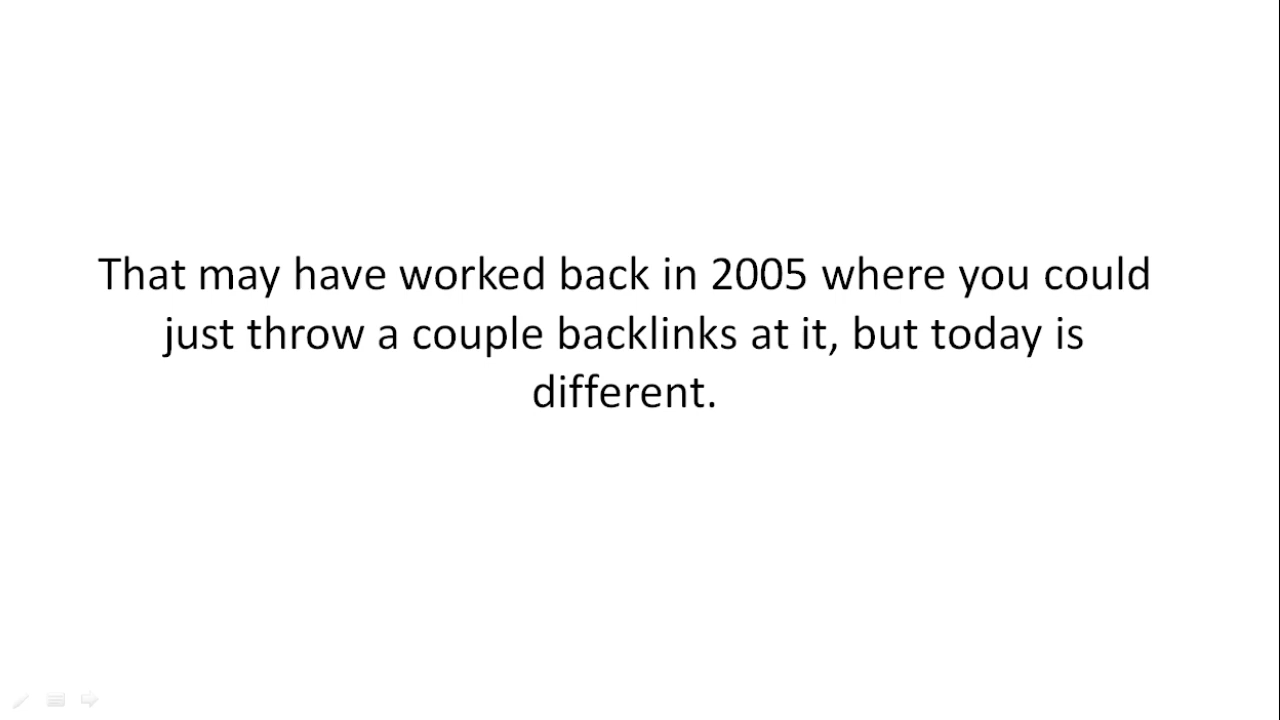 That may have worked back in 2005 where you could
just throw a couple backlinks at it, but today is
different.